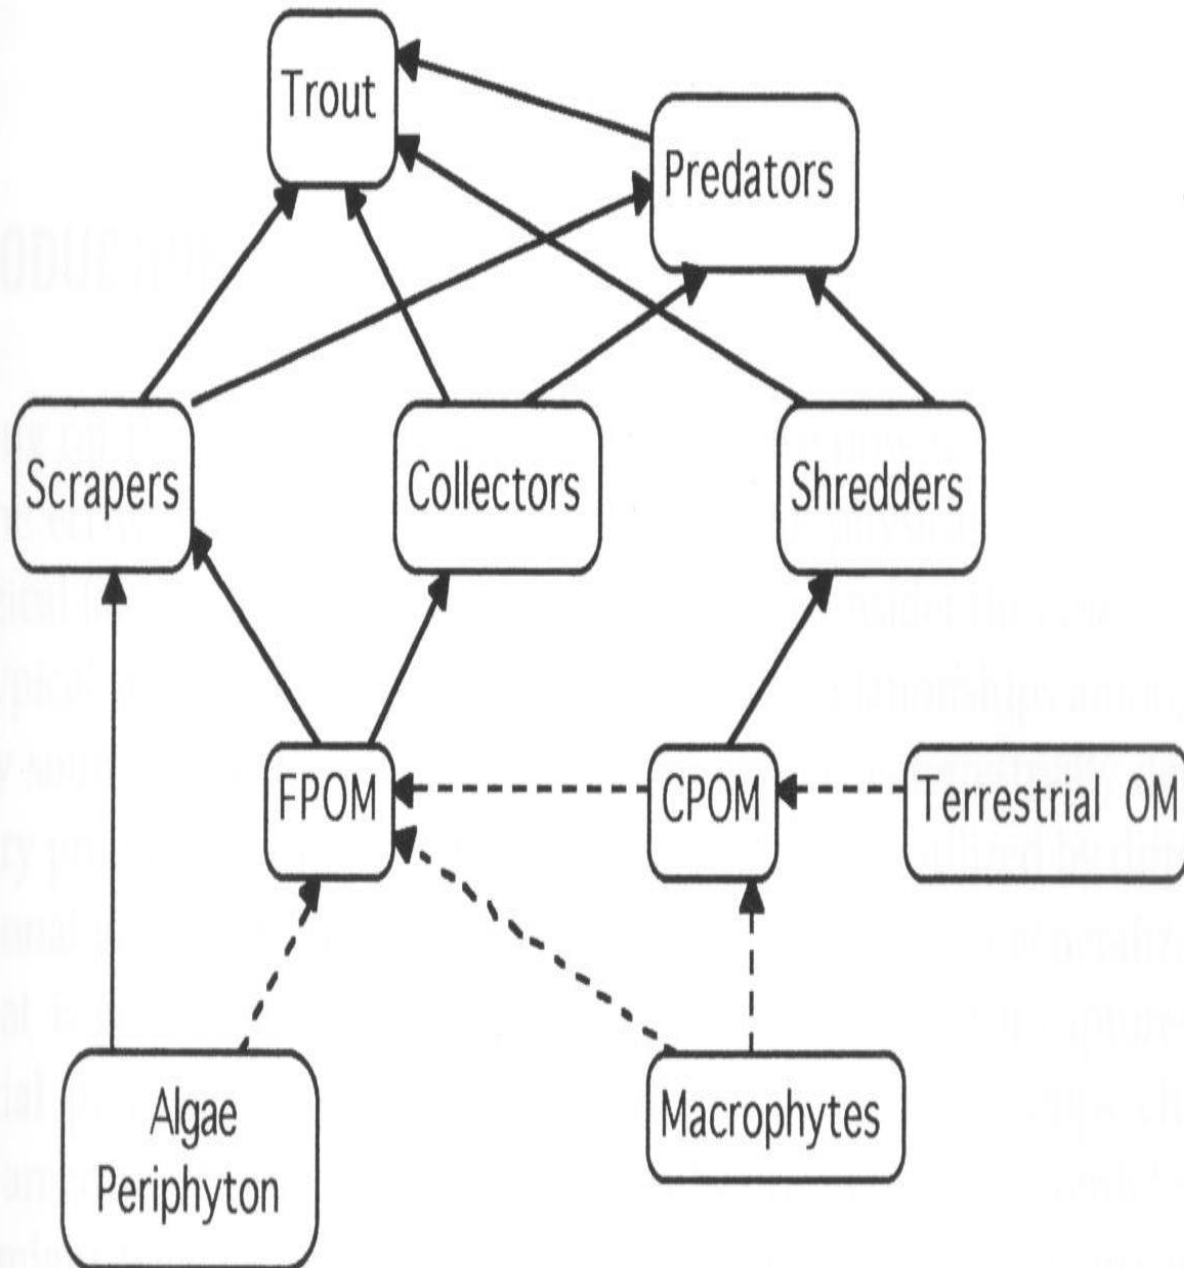 Trout
Predators
Scrapers
Collectors
Shredders
FPOM
CPOM
Terrestrial OM
Algae
Periphyton
Macrophytes